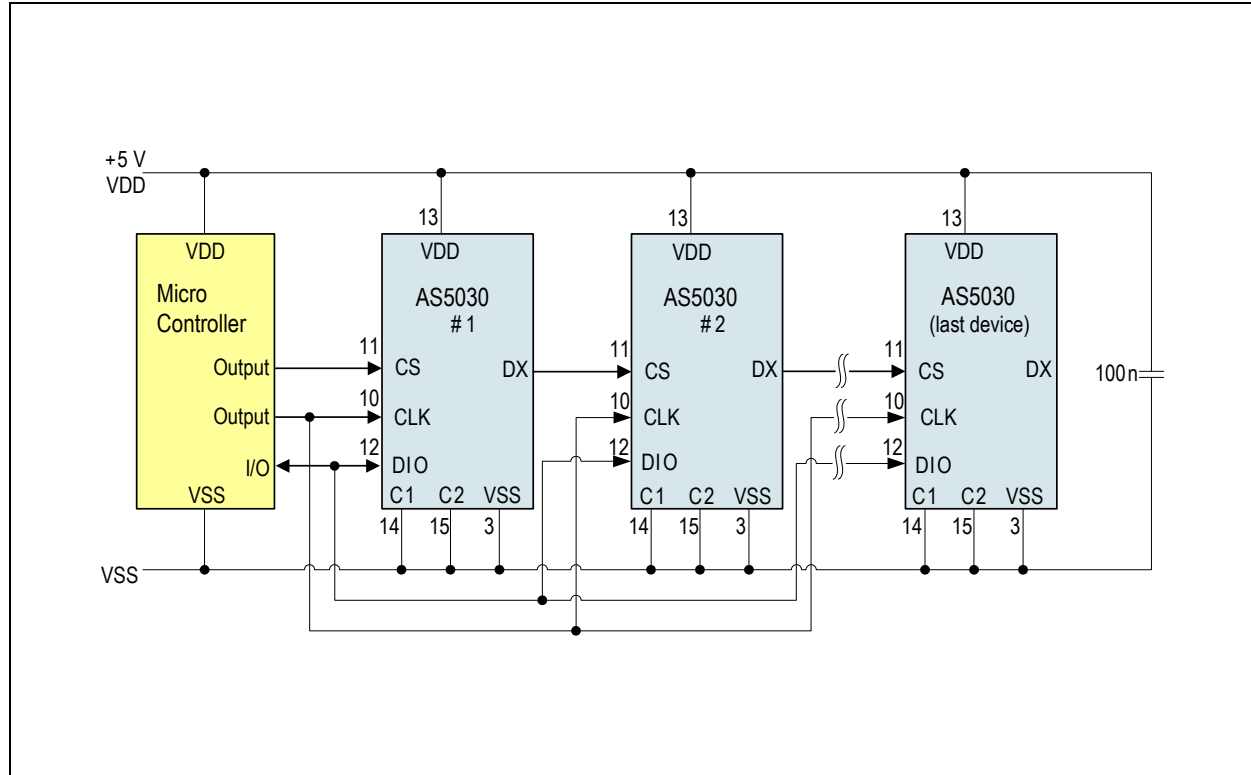 +5 V
VDD
13
13
13
VDD
VDD
VDD
VDD
Micro
Controller
AS5030
# 1
AS5030
# 2
AS5030
(last device)
Output
11
CS
DX
11
CS
DX
11
CS
DX
100n
Output
10
CLK
10
CLK
10
CLK
I/O
12
DIO
12
DIO
12
DIO
VSS
C1
C2
VSS
C1
C2
VSS
C1
C2
VSS
14
15
3
14
15
3
14
15
3
VSS